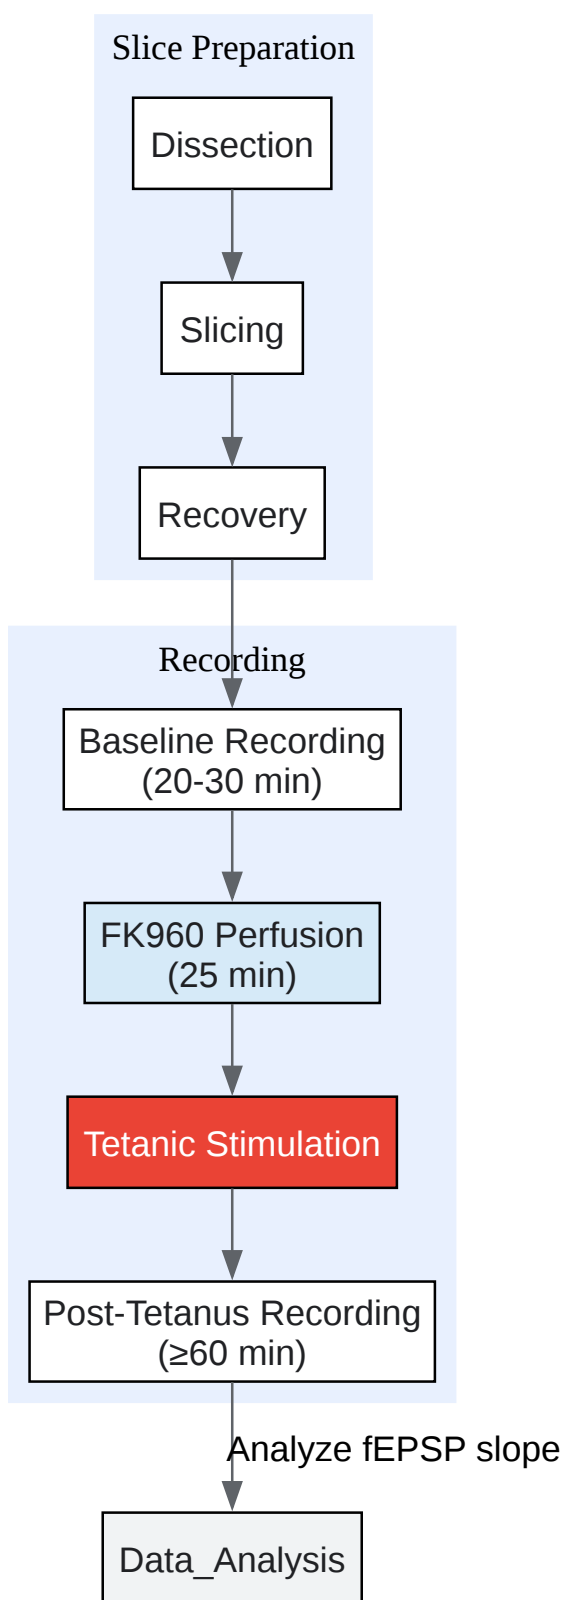 Slice Preparation
Dissection
Slicing
Recovery
Recording
Baseline Recording
(20-30 min)
FK960 Perfusion
(25 min)
Tetanic Stimulation
Post-Tetanus Recording
(≥60 min)
Analyze fEPSP slope
Data_Analysis